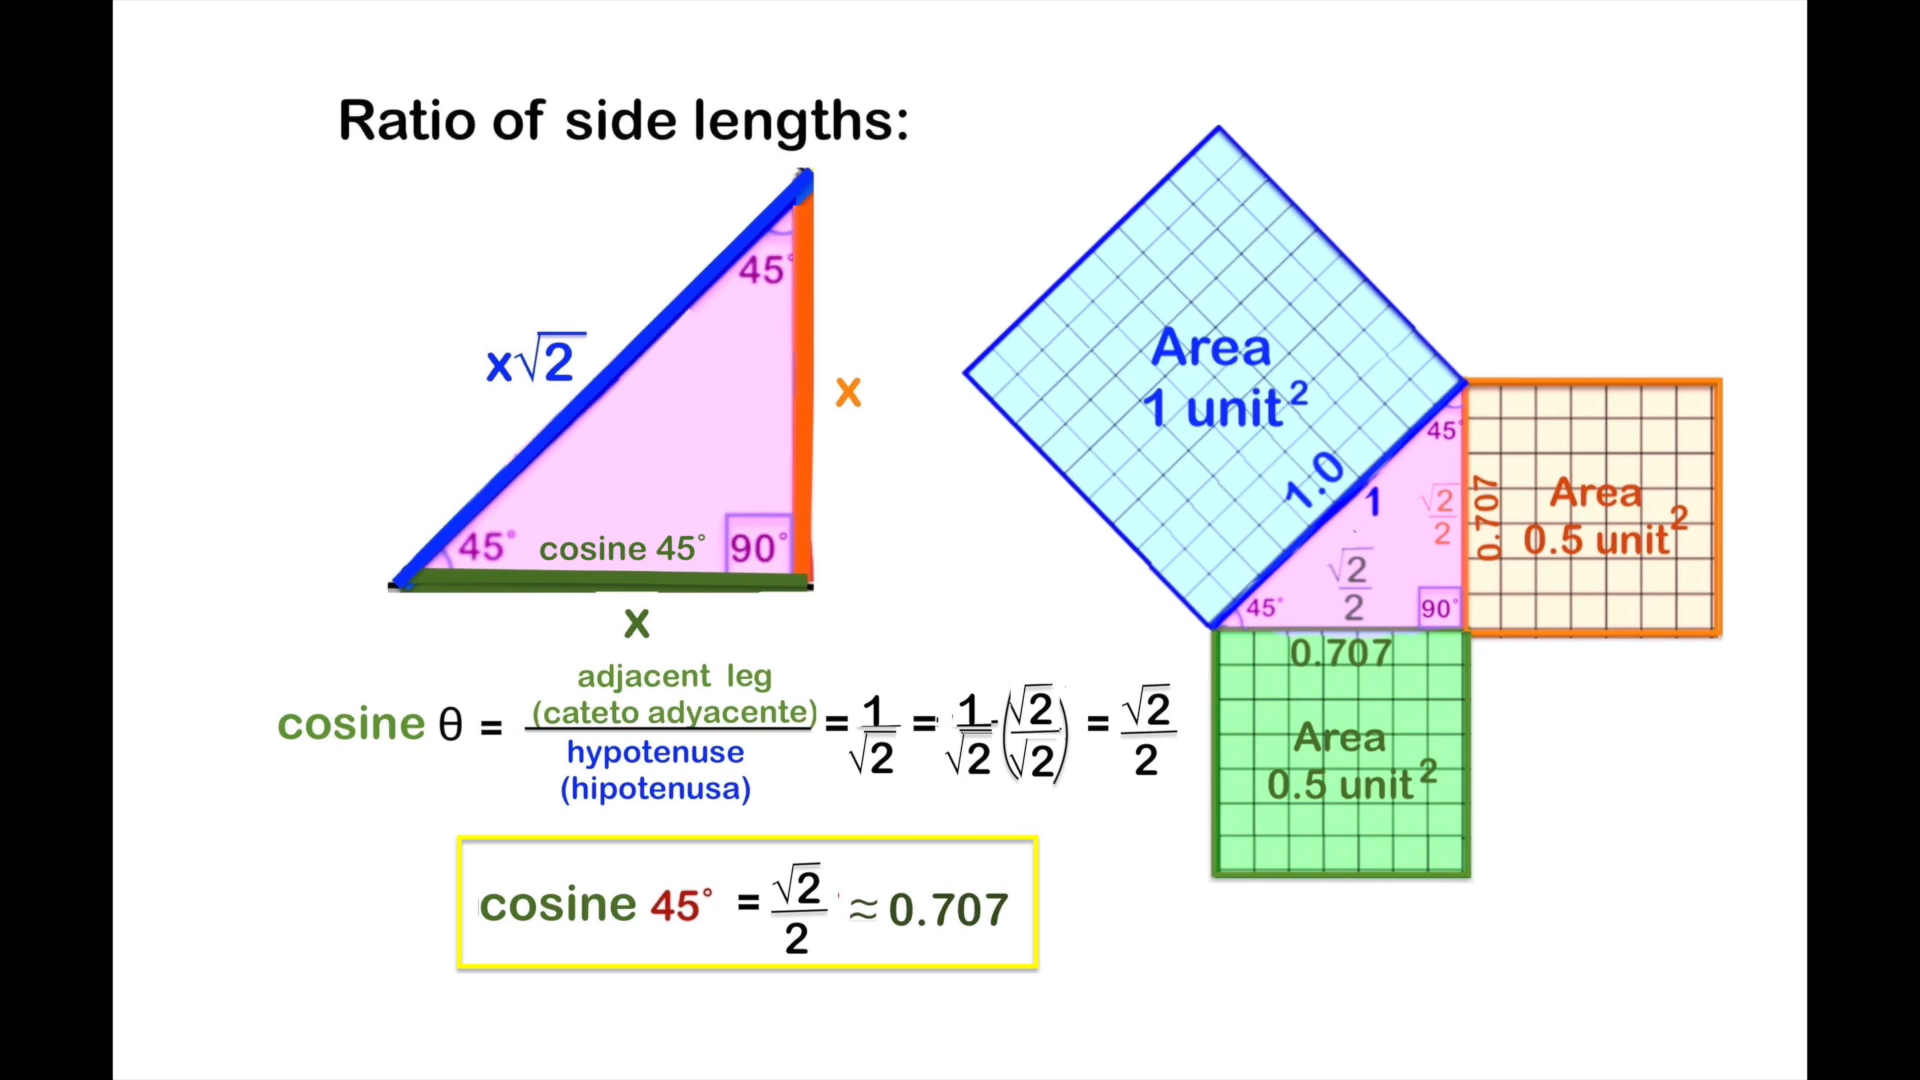 Ratio of side lengths:
45°
x√2
x
45°
cosine 45°
90°
x
cosine θ = adjacent leg (cateto adyacente) / hypotenuse (hipotenusa) = 1/√2 = 1/√2 · (√2/√2) = √2/2
cosine 45° = √2/2 ≈ 0.707
Area
1 unit²
1.0
1
45°
√2/2
0.707
Area
0.5 unit²
√2/2
45°
90°
0.707
Area
0.5 unit²